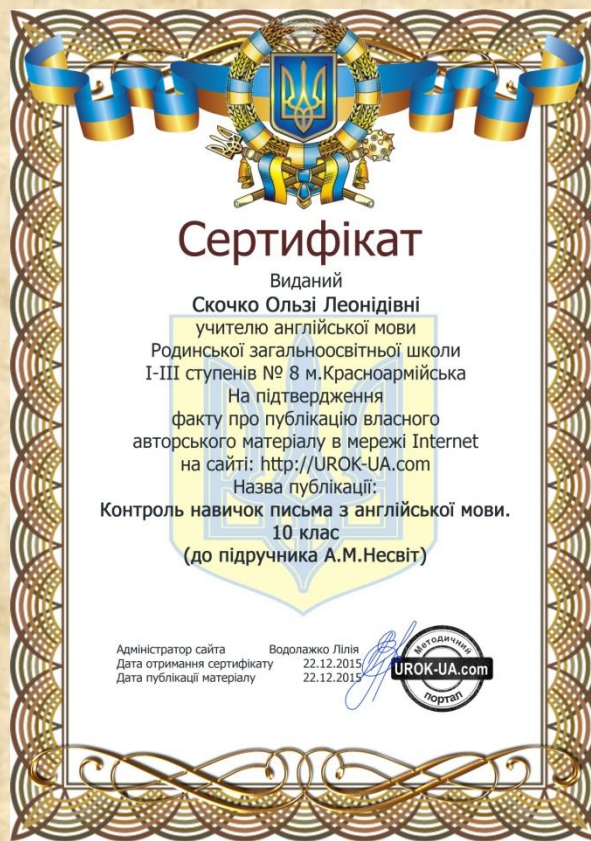 Сертифікат
Виданий
Скочко Ользі Леонідівні
учителю англійської мови
Родинської загальноосвітньої школи
І-ІІІ ступенів № 8 м.Красноармійська
На підтвердження
факту про публікацію власного
авторського матеріалу в мережі Internet
на сайті: http://UROK-UA.com
Назва публікації:
Контроль навичок письма з англійської мови.
10 клас
(до підручника А.М.Несвіт)
Адміністратор сайта Водолажко Лілія
Дата отримання сертифікату 22.12.2015
Дата публікації матеріалу 22.12.2015
Методичний
UROK-UA.com
портал